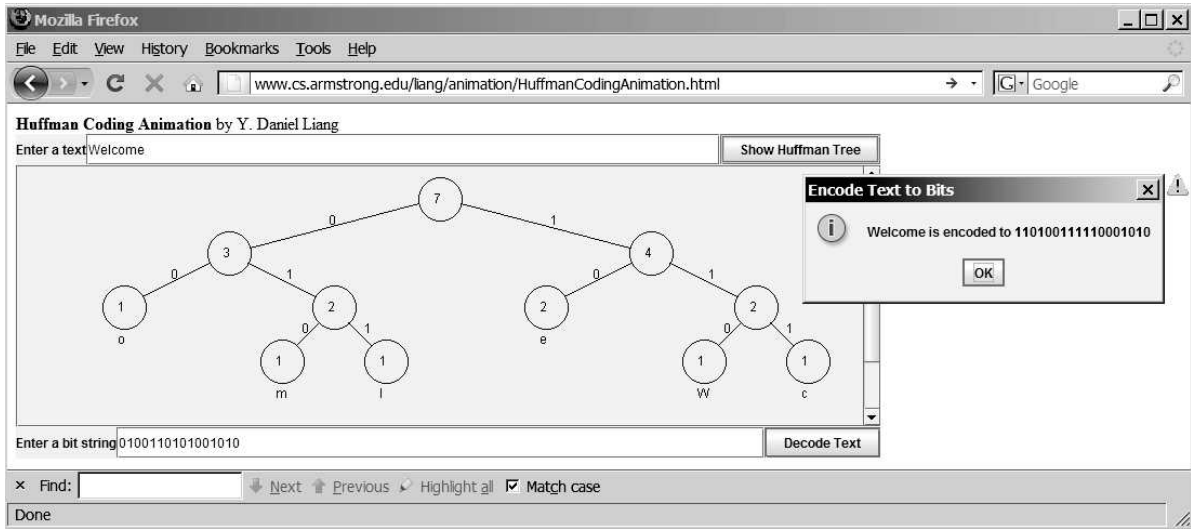 Mozilla Firefox
File Edit View History Bookmarks Tools Help
www.cs.armstrong.edu/liang/animation/HuffmanCodingAnimation.html
G Google
Huffman Coding Animation by Y. Daniel Liang
Enter a text Welcome Show Huffman Tree
7
0 1
3 4
0 1 0 1
1 2 2 2
o 0 1 e 0 1
1 1 1 1
m l W c
Encode Text to Bits
Welcome is encoded to 110100111110001010
OK
Enter a bit string 0100110101001010 Decode Text
× Find: Next Previous Highlight all Match case
Done